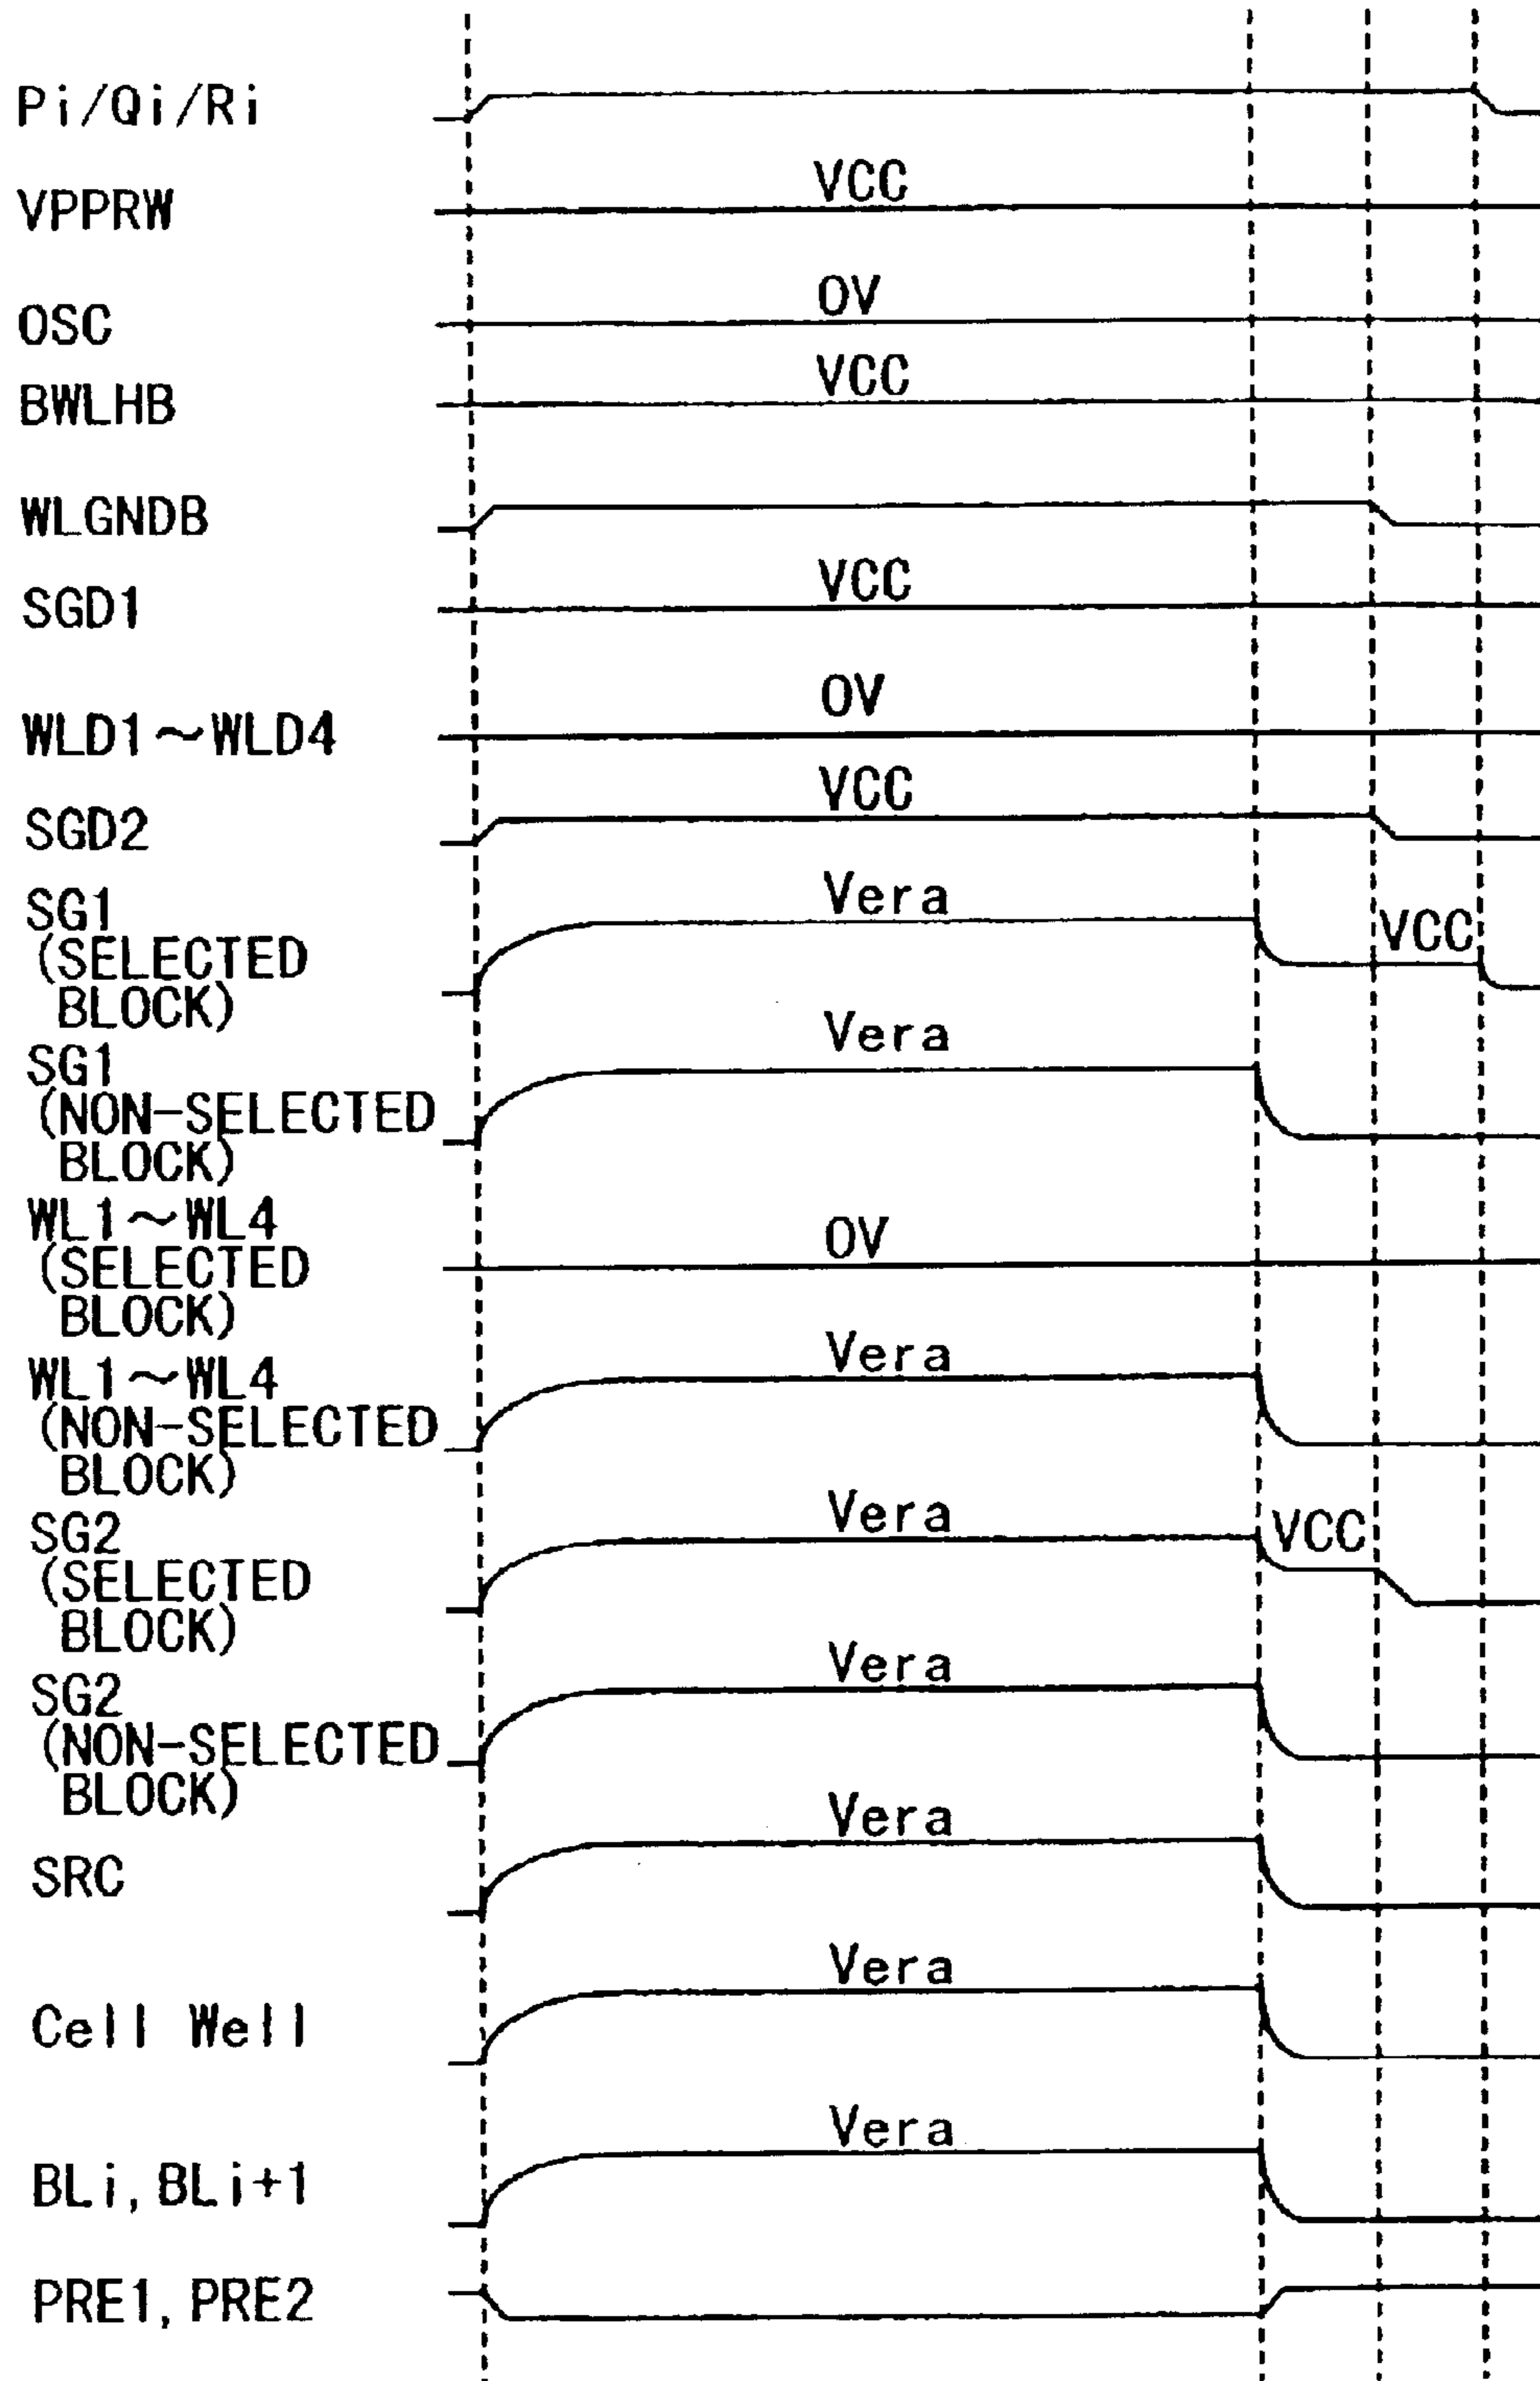 Pi/Qi/Ri
VCC
VPPRW
0V
OSC
VCC
BWLHB
WLGNDB
VCC
SGD1
0V
WLD1~WLD4
VCC
SGD2
Vera
SG1
VCC
(SELECTED
BLOCK)
Vera
SG1
(NON-SELECTED
BLOCK)
WL1~WL4
0V
(SELECTED
BLOCK)
Vera
WL1~WL4
(NON-SELECTED
BLOCK)
Vera
SG2
VCC
(SELECTED
BLOCK)
Vera
SG2
(NON-SELECTED
BLOCK)
Vera
SRC
Vera
Cell Well
Vera
BLi, BLi+1
PRE1, PRE2